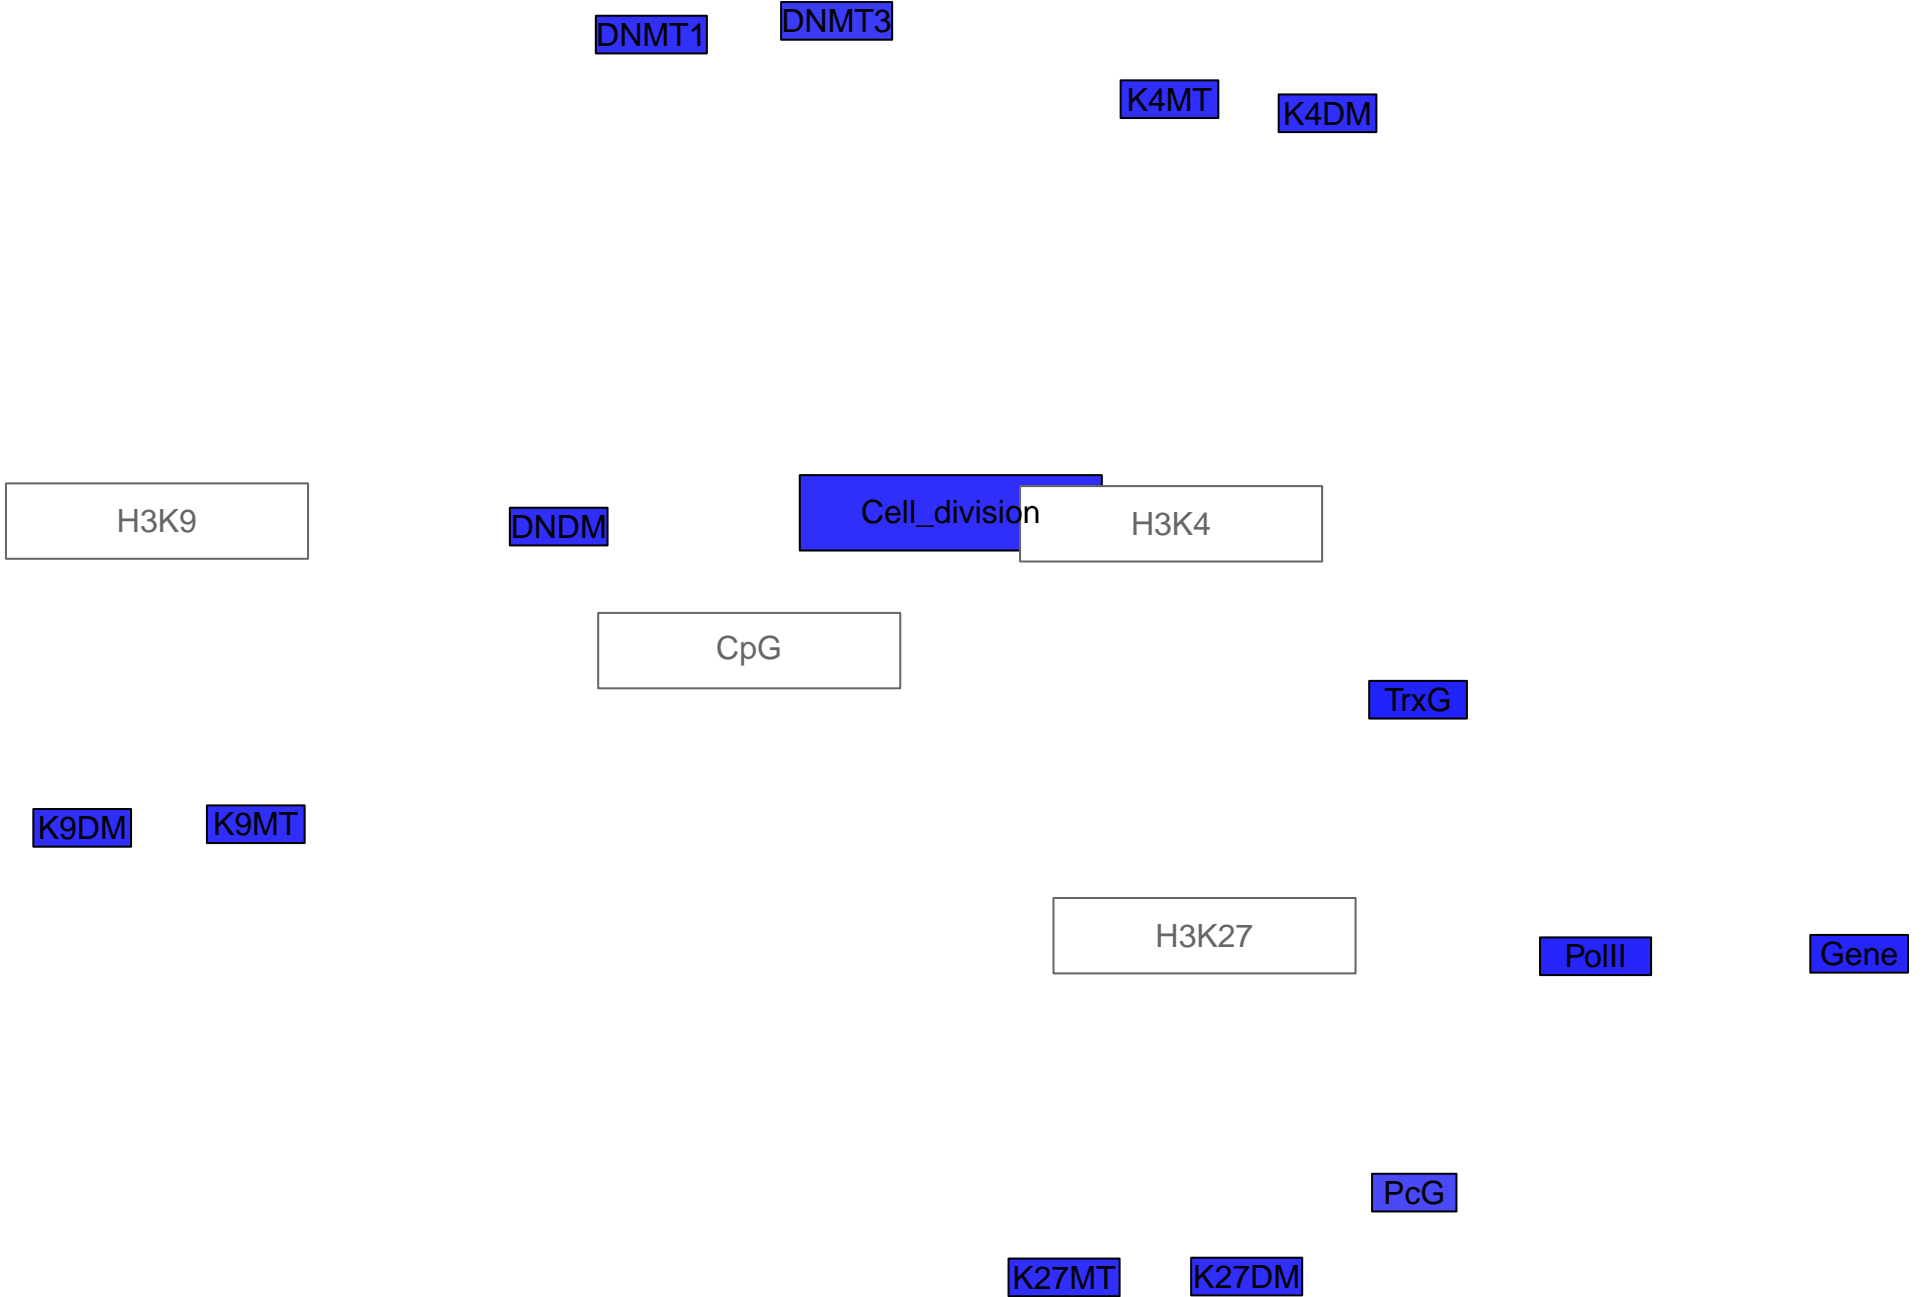 DNMT1
DNMT3
K4MT
K4DM
H3K9
DNDM
Cell_division
H3K4
CpG
TrxG
K9DM
K9MT
H3K27
PolII
Gene
PcG
K27MT
K27DM